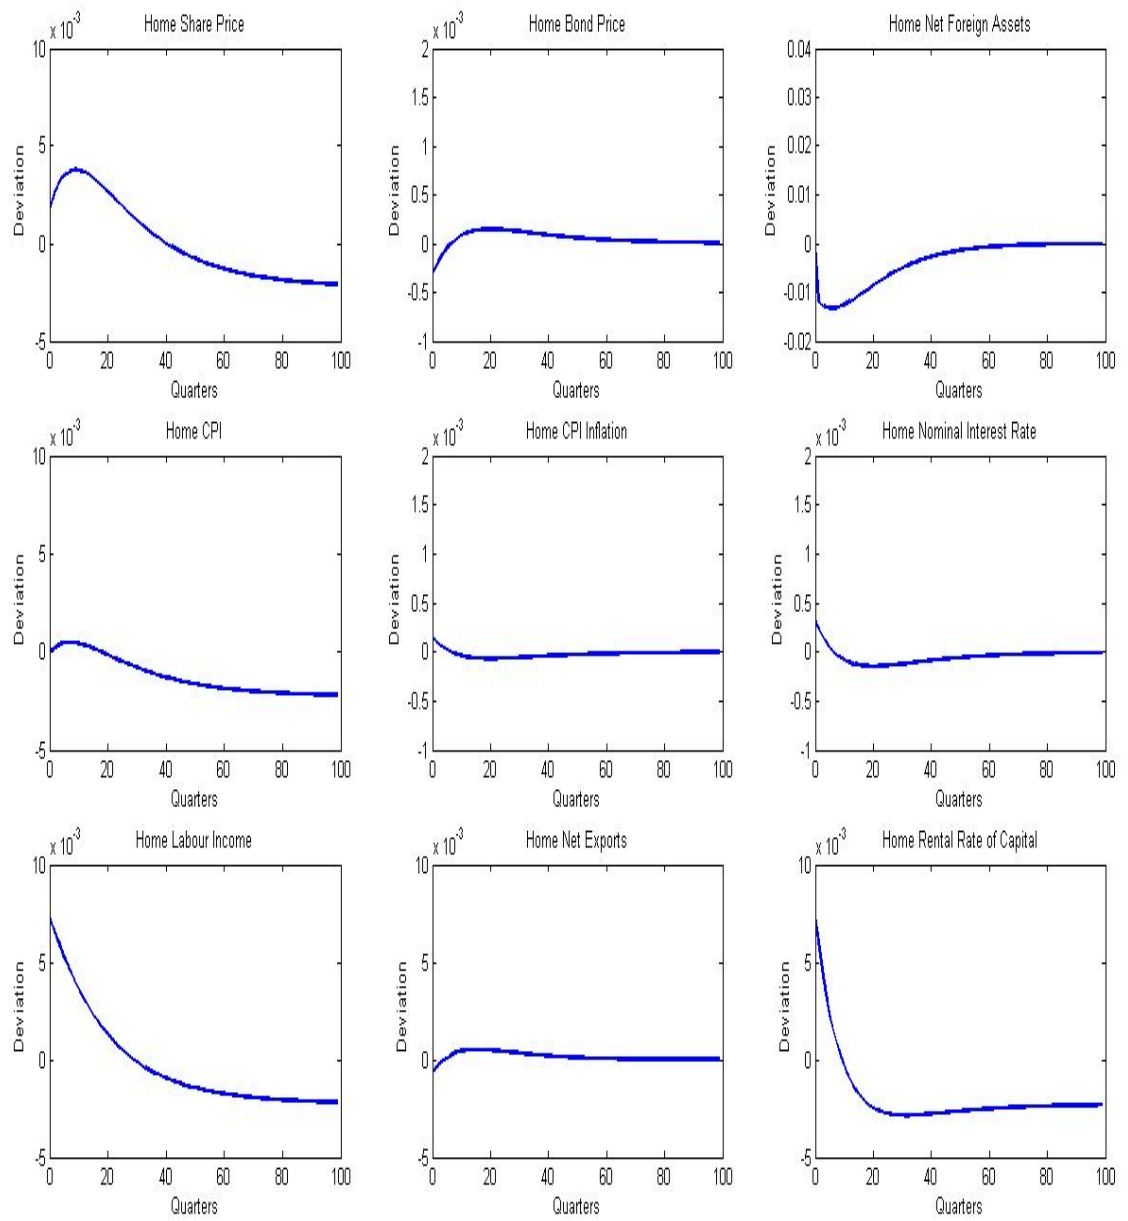 x 10-3 Home Share Price
10
5
0
-5
Deviation
0 20 40 60 80 100
Quarters
x 10-3 Home Bond Price
2
1.5
1
0.5
0
-0.5
-1
Deviation
0 20 40 60 80 100
Quarters
Home Net Foreign Assets
0.04
0.03
0.02
0.01
0
-0.01
-0.02
Deviation
0 20 40 60 80 100
Quarters
x 10-3 Home CPI
10
5
0
-5
Deviation
0 20 40 60 80 100
Quarters
x 10-3 Home CPI Inflation
2
1.5
1
0.5
0
-0.5
-1
Deviation
0 20 40 60 80 100
Quarters
x 10-3 Home Nominal Interest Rate
2
1.5
1
0.5
0
-0.5
-1
Deviation
0 20 40 60 80 100
Quarters
x 10-3 Home Labour Income
10
5
0
-5
Deviation
0 20 40 60 80 100
Quarters
x 10-3 Home Net Exports
10
5
0
-5
Deviation
0 20 40 60 80 100
Quarters
x 10-3 Home Rental Rate of Capital
10
5
0
-5
Deviation
0 20 40 60 80 100
Quarters